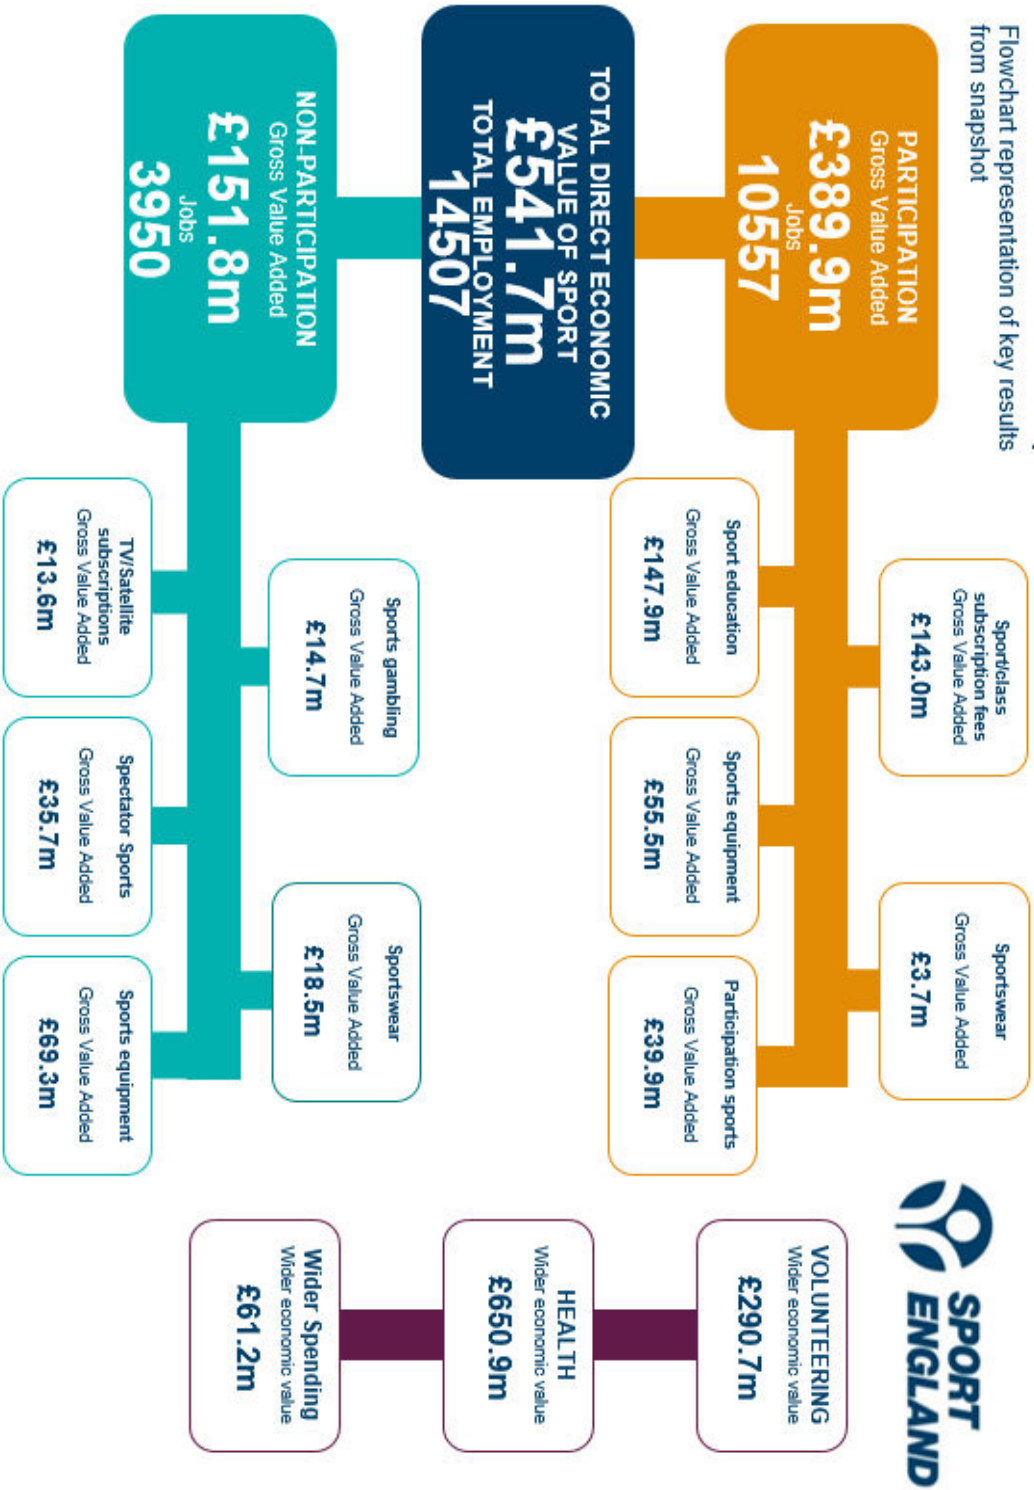 Flowchart representation of key results
from snapshot
SPORT
ENGLAND
PARTICIPATION
Gross Value Added
£389.9m
Jobs
10557
Sport/class
subscription fees
Gross Value Added
£143.0m
Sportswear
Gross Value Added
£3.7m
Sport education
Gross Value Added
£147.9m
Sports equipment
Gross Value Added
£55.5m
Participation sports
Gross Value Added
£39.9m
TOTAL DIRECT ECONOMIC
VALUE OF SPORT
£541.7m
TOTAL EMPLOYMENT
14507
NON-PARTICIPATION
Gross Value Added
£151.8m
Jobs
3950
Sports gambling
Gross Value Added
£14.7m
Sportswear
Gross Value Added
£18.5m
TV/Satellite
subscriptions
Gross Value Added
£13.6m
Spectator Sports
Gross Value Added
£35.7m
Sports equipment
Gross Value Added
£69.3m
VOLUNTEERING
Wider economic value
£290.7m
HEALTH
Wider economic value
£650.9m
Wider Spending
Wider economic value
£61.2m